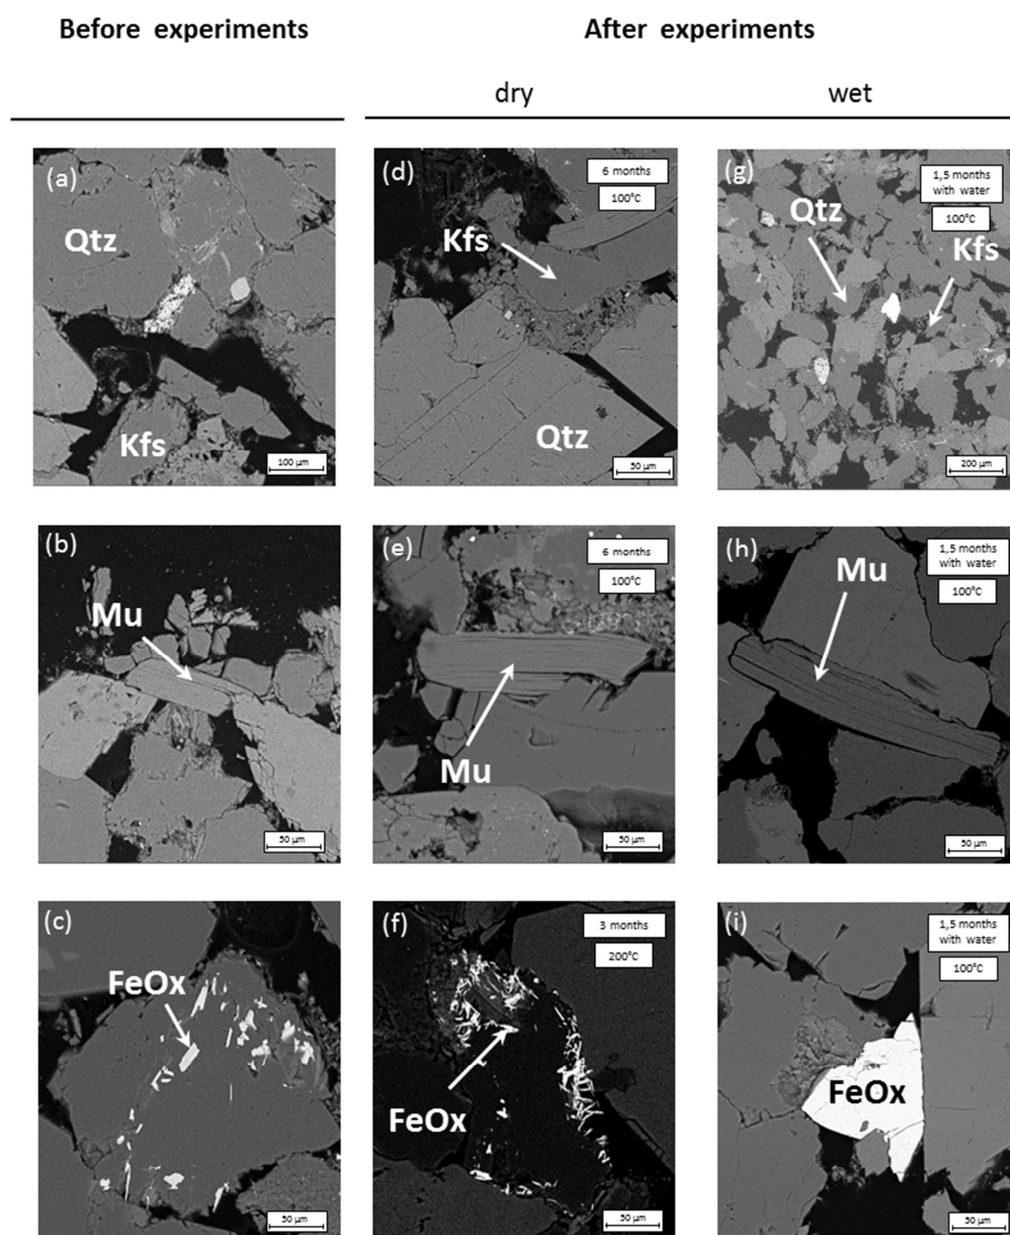 Before experiments
After experiments
dry
wet
(a)
Qtz
Kfs
100 µm
(d)
6 months
100°C
Kfs
Qtz
50 µm
(g)
1,5 months
with water
100°C
Qtz
Kfs
200 µm
(b)
Mu
50 µm
(e)
6 months
100°C
Mu
50 µm
(h)
1,5 months
with water
100°C
Mu
50 µm
(c)
FeOx
50 µm
(f)
3 months
200°C
FeOx
50 µm
(i)
1,5 months
with water
100°C
FeOx
50 µm